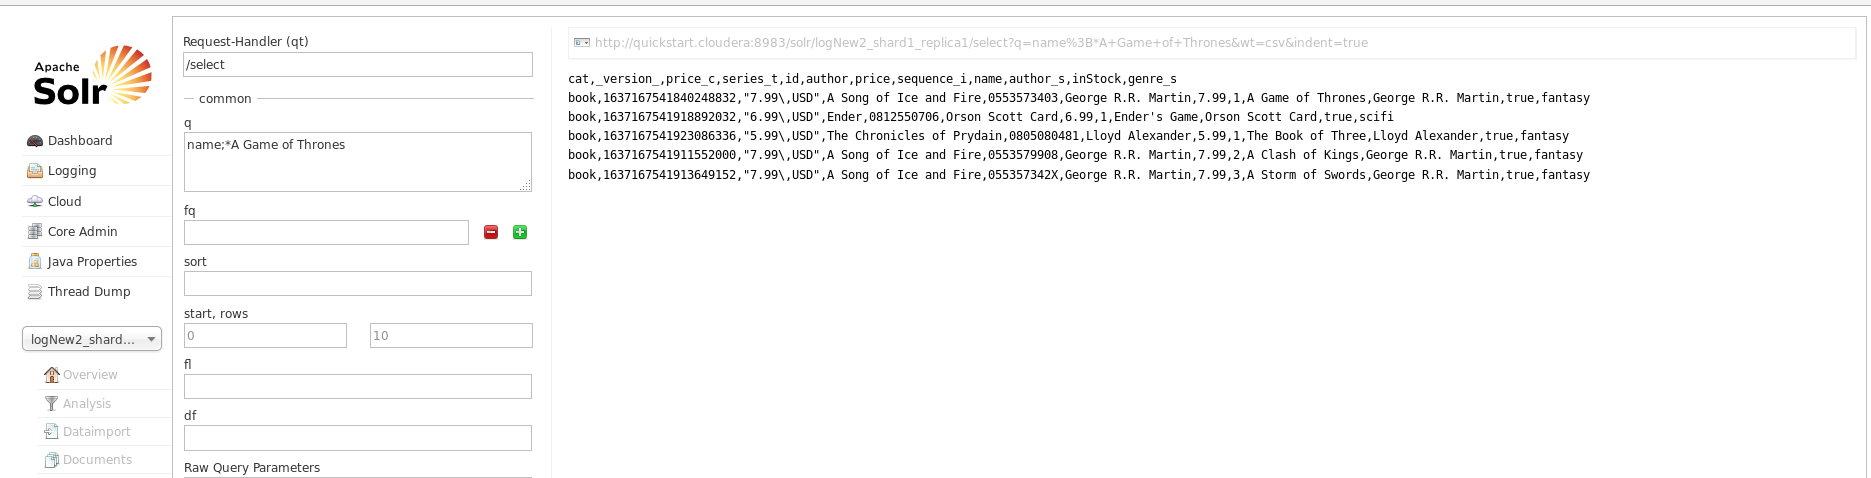 Apache
Solr
Dashboard
Logging
Cloud
Core Admin
Java Properties
Thread Dump
logNew2_shard...
Overview
Analysis
Dataimport
Documents
Request-Handler (qt)
/select
common
q
name;*A Game of Thrones
fq
sort
start, rows
0 10
fl
df
Raw Query Parameters
http://quickstart.cloudera:8983/solr/logNew2_shard1_replica1/select?q=name%3B*A+Game+of+Thrones&wt=csv&indent=true
cat,_version_,price_c,series_t,id,author,price,sequence_i,name,author_s,inStock,genre_s
book,1637167541840248832,"7.99\,USD",A Song of Ice and Fire,0553573403,George R.R. Martin,7.99,1,A Game of Thrones,George R.R. Martin,true,fantasy
book,1637167541918892032,"6.99\,USD",Ender,0812550706,Orson Scott Card,6.99,1,Ender's Game,Orson Scott Card,true,scifi
book,1637167541923086336,"5.99\,USD",The Chronicles of Prydain,0805080481,Lloyd Alexander,5.99,1,The Book of Three,Lloyd Alexander,true,fantasy
book,1637167541911552000,"7.99\,USD",A Song of Ice and Fire,0553579908,George R.R. Martin,7.99,2,A Clash of Kings,George R.R. Martin,true,fantasy
book,1637167541913649152,"7.99\,USD",A Song of Ice and Fire,055357342X,George R.R. Martin,7.99,3,A Storm of Swords,George R.R. Martin,true,fantasy